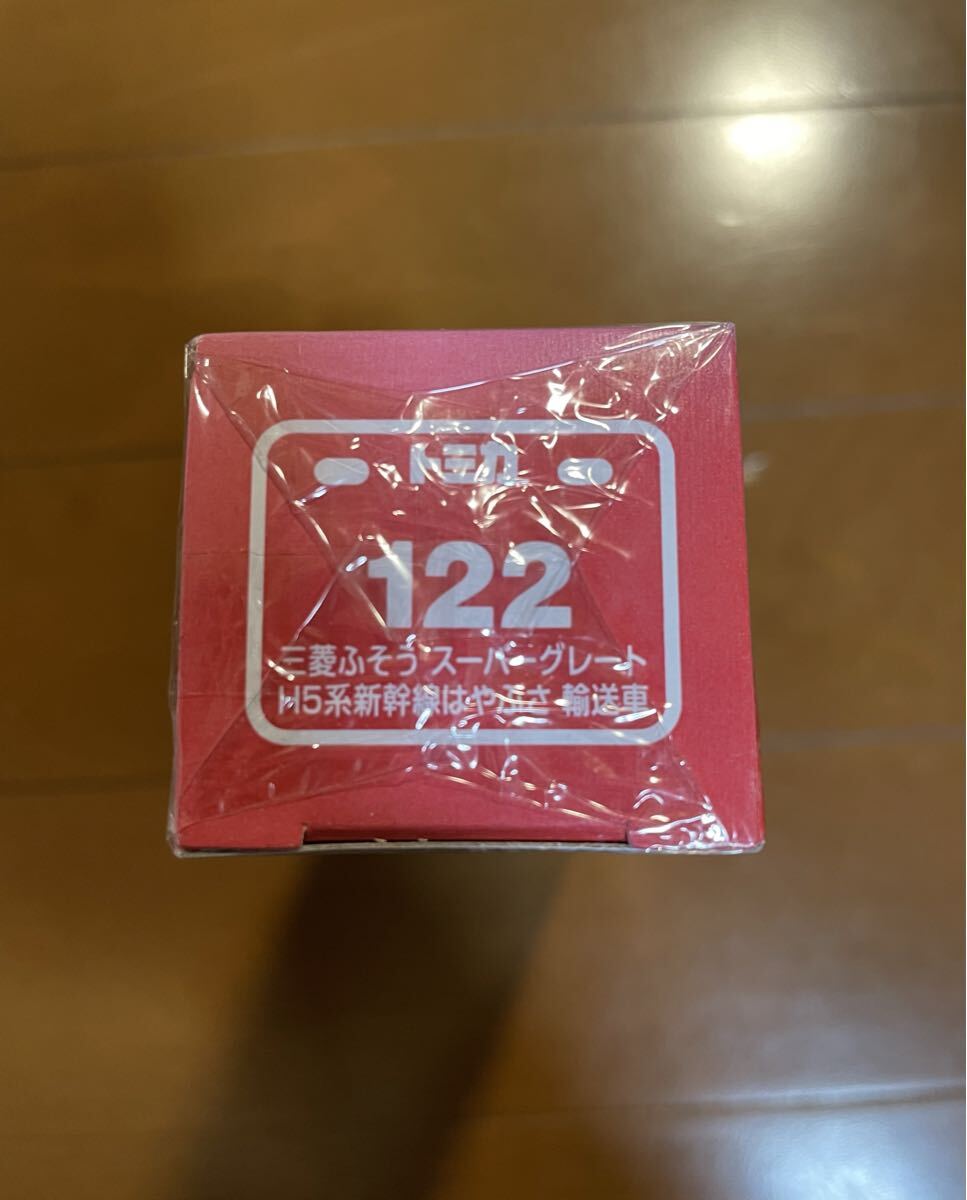 トミカ
122
三菱ふそう スーパーグレート
H5系新幹線はやぶさ 輸送車